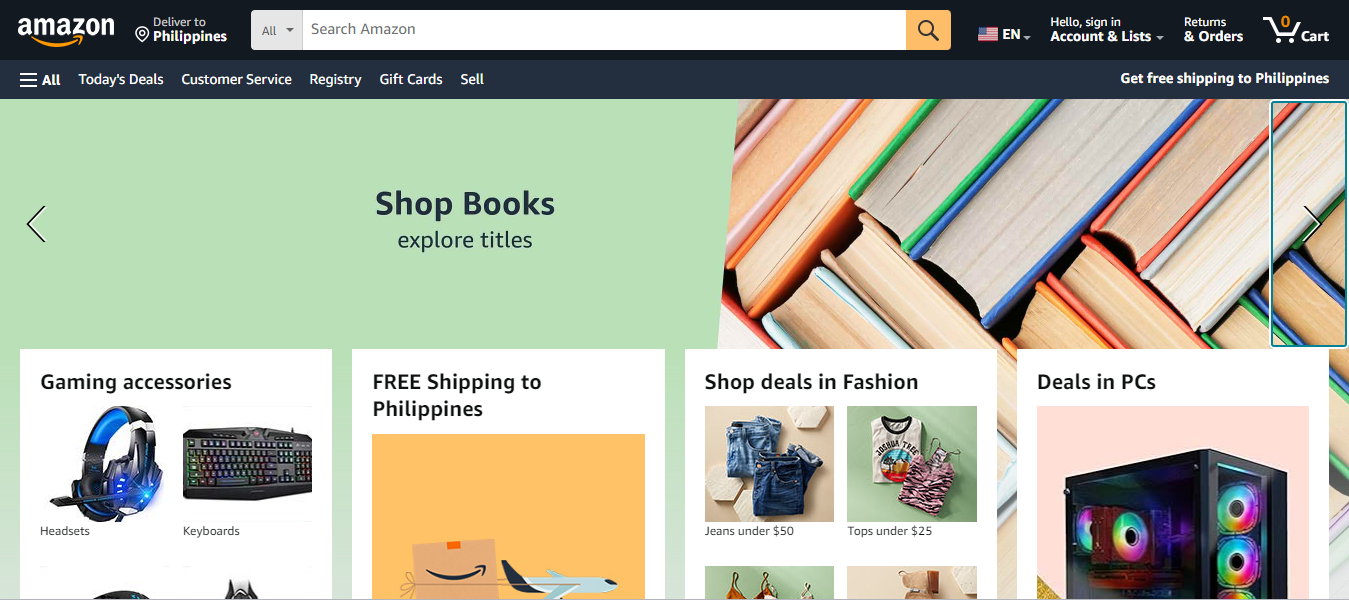 amazon
Deliver to
Philippines
All
Search Amazon
EN
Hello, sign in
Account & Lists
Returns
& Orders
0
Cart
All
Today's Deals
Customer Service
Registry
Gift Cards
Sell
Get free shipping to Philippines
Shop Books
explore titles
Gaming accessories
Headsets
Keyboards
FREE Shipping to
Philippines
Shop deals in Fashion
JOSHUA TREE
Jeans under $50
Tops under $25
Deals in PCs